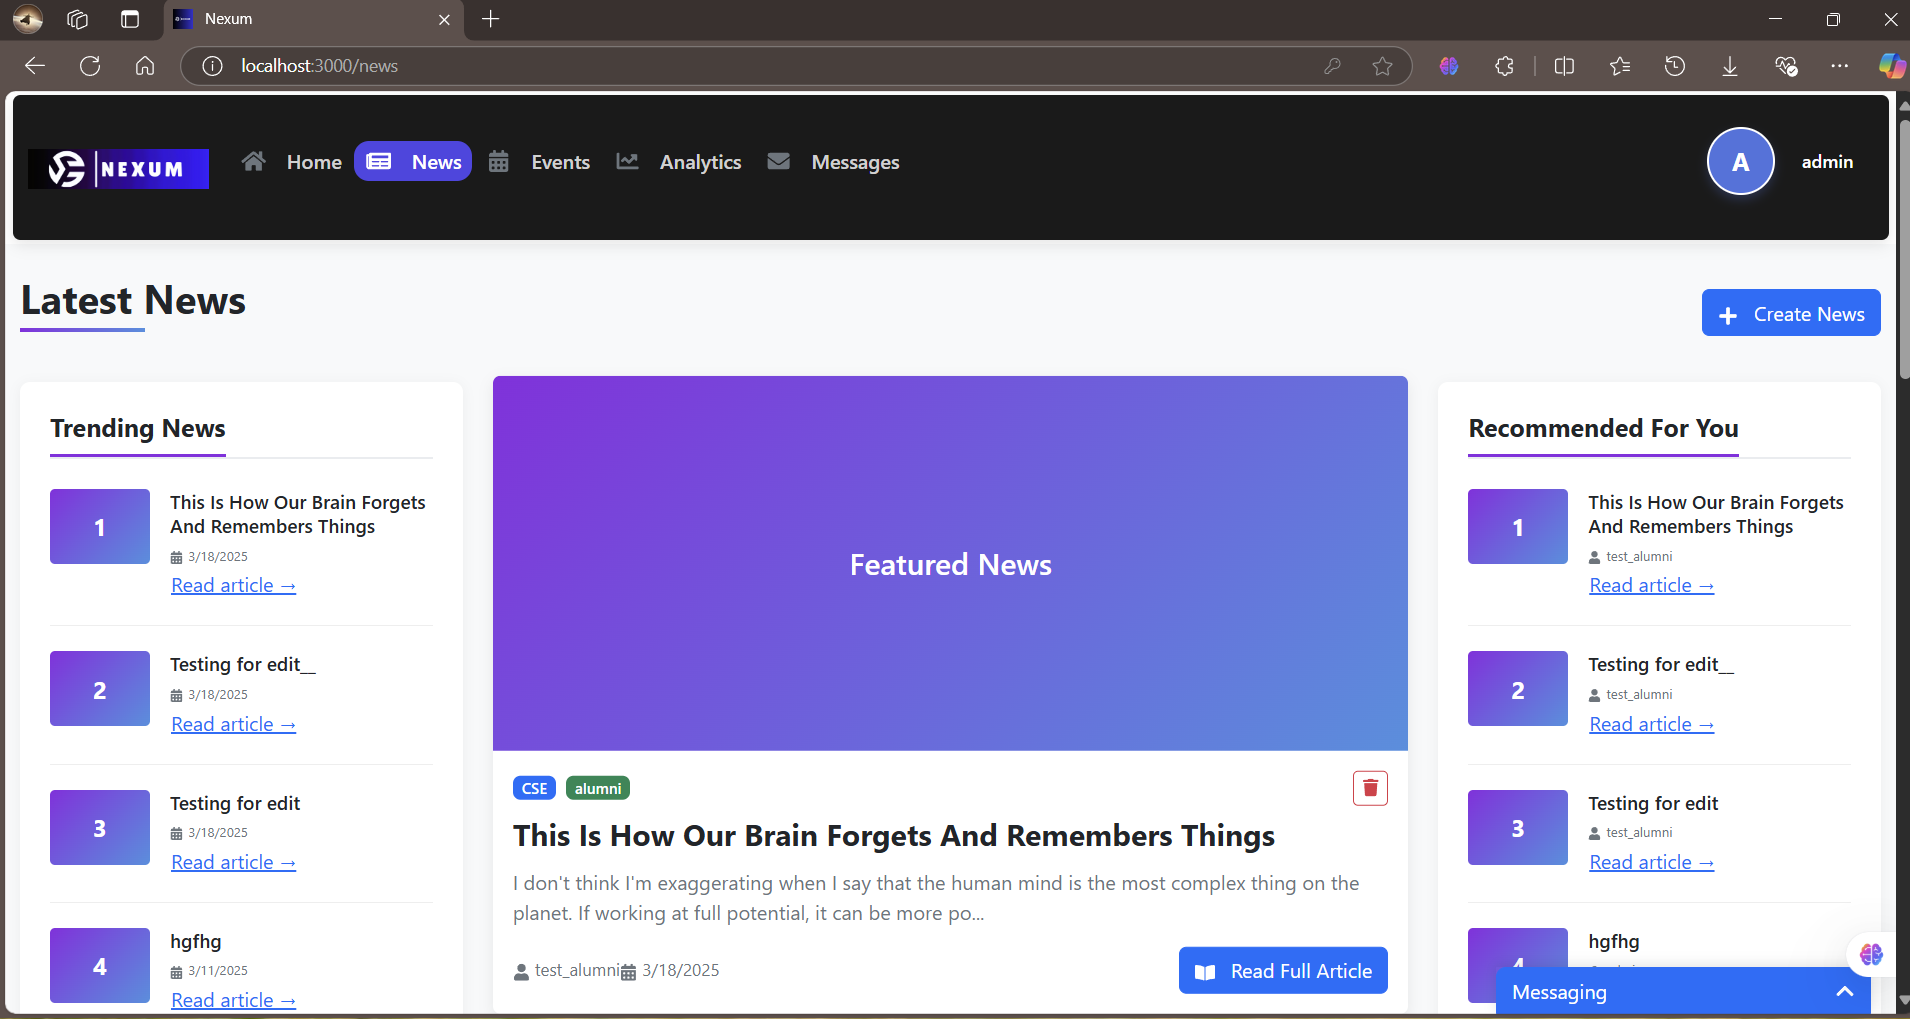 Nexum
localhost:3000/news
NEXUM
Home
News
Events
Analytics
Messages
A
admin
Latest News
Create News
Trending News
1
This Is How Our Brain Forgets
And Remembers Things
3/18/2025
Read article →
2
Testing for edit__
3/18/2025
Read article →
3
Testing for edit
3/18/2025
Read article →
4
hgfhg
3/11/2025
Read article →
Featured News
CSE
alumni
This Is How Our Brain Forgets And Remembers Things
I don't think I'm exaggerating when I say that the human mind is the most complex thing on the
planet. If working at full potential, it can be more po...
test_alumni
3/18/2025
Read Full Article
Recommended For You
1
This Is How Our Brain Forgets
And Remembers Things
test_alumni
Read article →
2
Testing for edit__
test_alumni
Read article →
3
Testing for edit
test_alumni
Read article →
4
hgfhg
Messaging